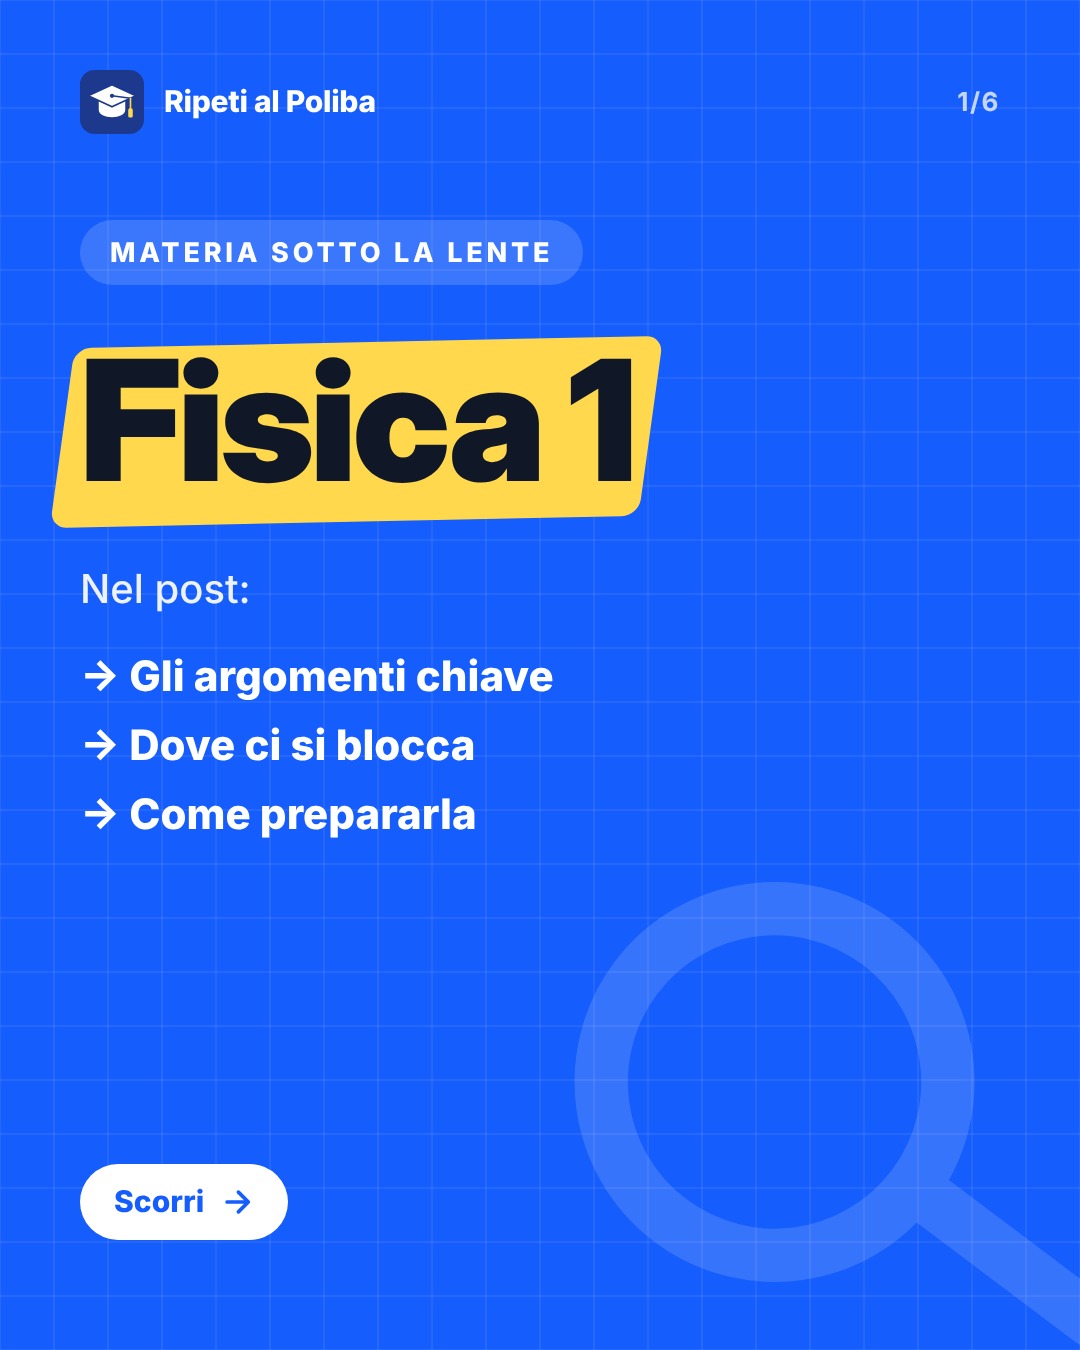 Ripeti al Poliba
1/6
MATERIA SOTTO LA LENTE
Fisica 1
Nel post:
→ Gli argomenti chiave
→ Dove ci si blocca
→ Come prepararla
Scorri →